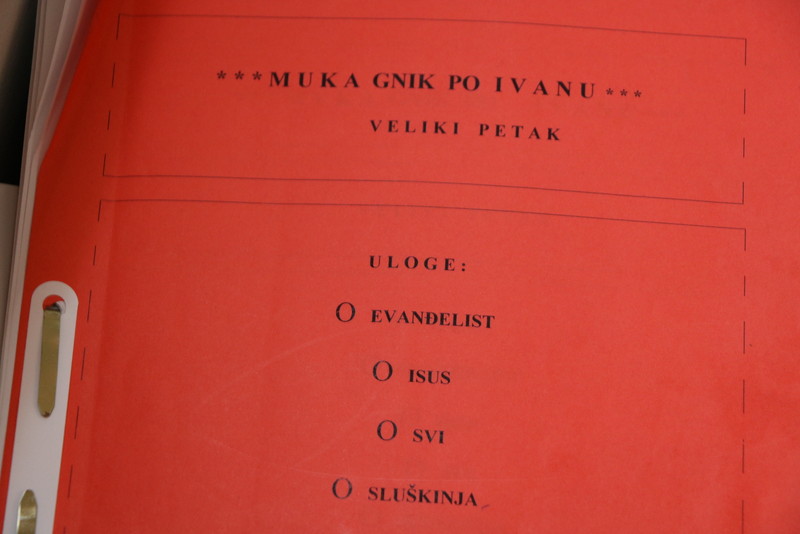 ***MUKA GNIK PO IVANU***
VELIKI PETAK
ULOGE:
O EVANĐELIST
O ISUS
O SVI
O SLUŠKINJA